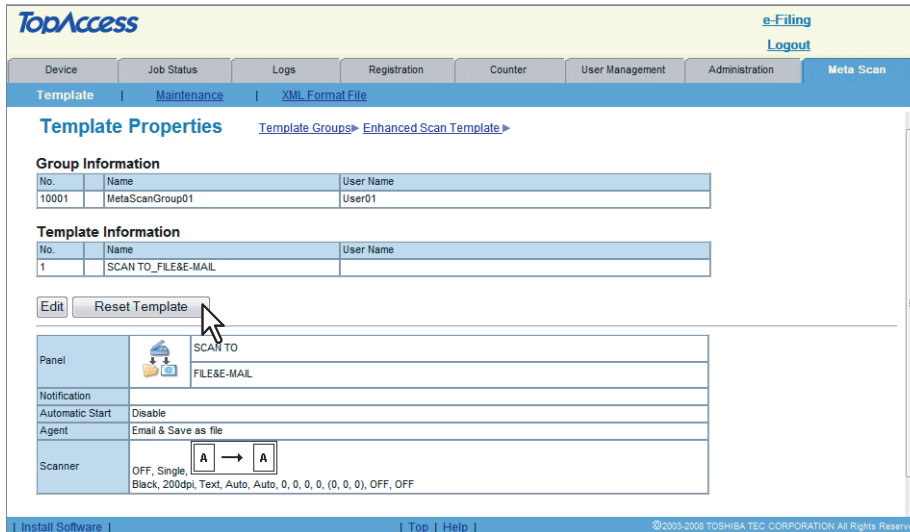 TopAccess
e-Filing
Logout
Device Job Status Logs Registration Counter User Management Administration Meta Scan
Template | Maintenance | XML Format File
Template Properties Template Groups▶ Enhanced Scan Template▶
Group Information
No. Name User Name
10001 MetaScanGroup01 User01
Template Information
No. Name User Name
1 SCAN TO_FILE&E-MAIL
Edit Reset Template
Panel SCAN TO
FILE&E-MAIL
Notification
Automatic Start Disable
Agent Email & Save as file
Scanner OFF, Single, A → A
Black, 200dpi, Text, Auto, Auto, 0, 0, 0, 0, (0, 0, 0), OFF, OFF
| Install Software | | Top | Help | ©2003-2008 TOSHIBA TEC CORPORATION All Rights Reserve